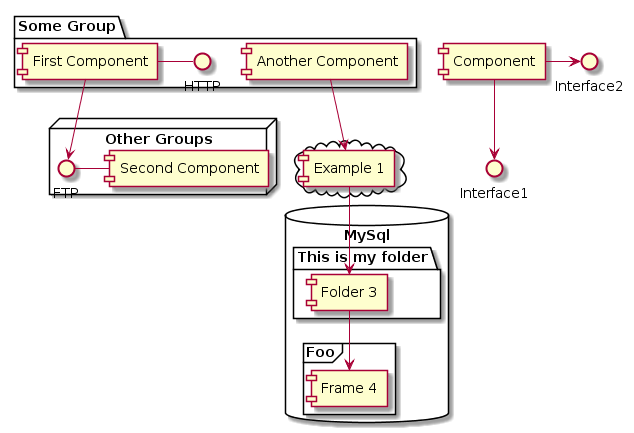 Some Group
First Component
HTTP
Another Component
Component
Interface2
Other Groups
FTP
Second Component
Example 1
Interface1
MySql
This is my folder
Folder 3
Foo
Frame 4